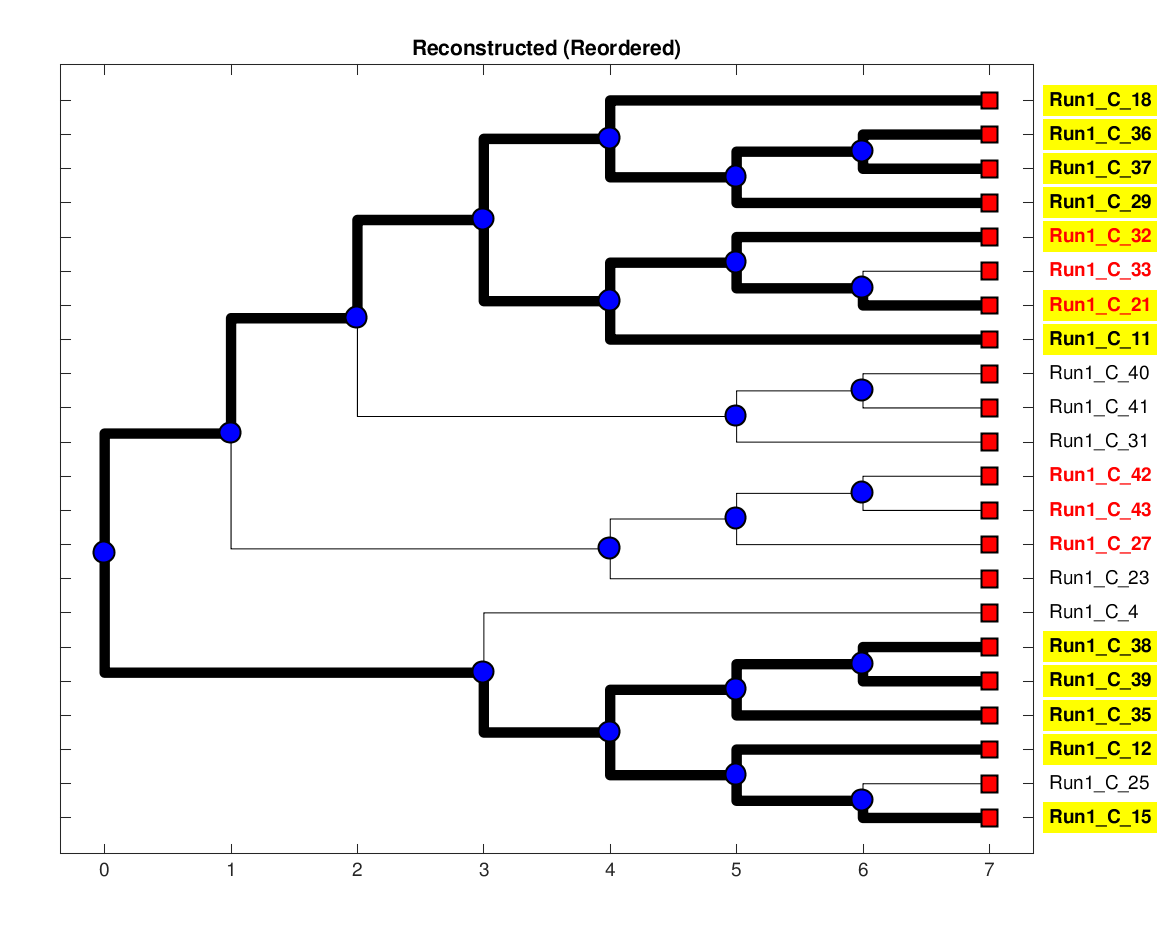 Reconstructed (Reordered)
Run1_C_18
Run1_C_36
Run1_C_37
Run1_C_29
Run1_C_32
Run1_C_33
Run1_C_21
Run1_C_11
Run1_C_40
Run1_C_41
Run1_C_31
Run1_C_42
Run1_C_43
Run1_C_27
Run1_C_23
Run1_C_4
Run1_C_38
Run1_C_39
Run1_C_35
Run1_C_12
Run1_C_25
Run1_C_15
0 1 2 3 4 5 6 7